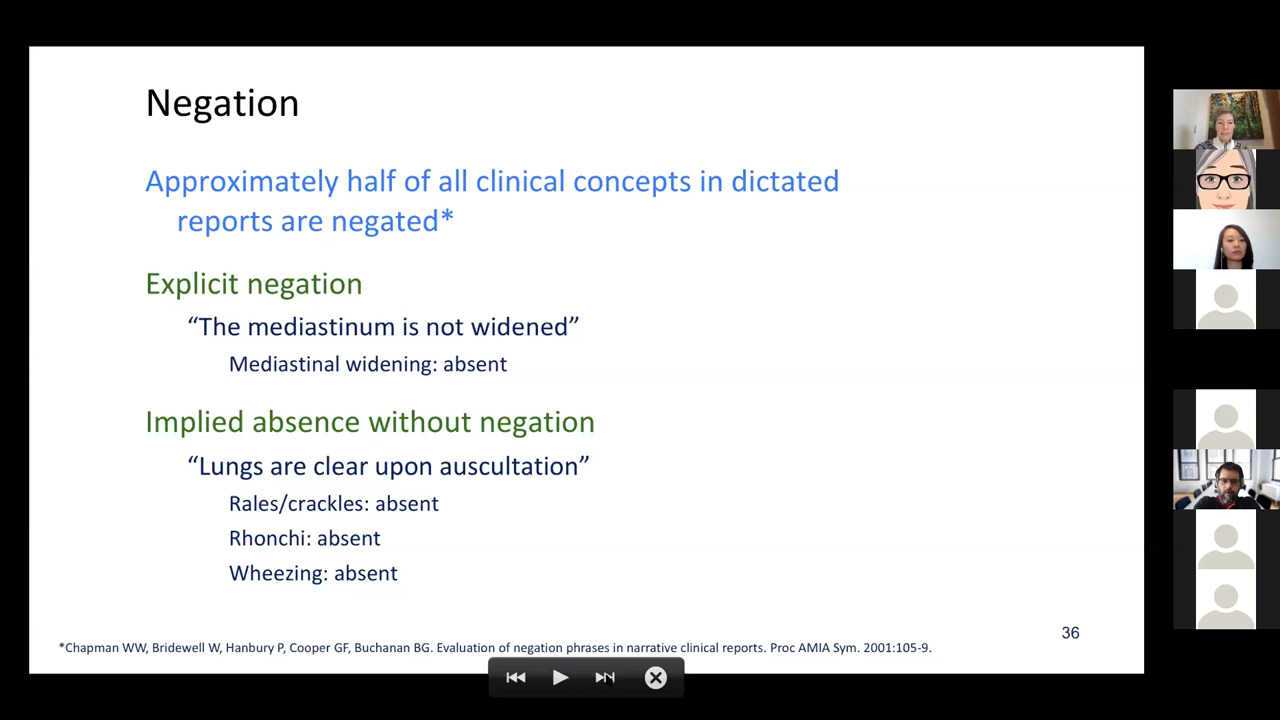 Negation
Approximately half of all clinical concepts in dictated
reports are negated*
Explicit negation
“The mediastinum is not widened”
Mediastinal widening: absent
Implied absence without negation
“Lungs are clear upon auscultation”
Rales/crackles: absent
Rhonchi: absent
Wheezing: absent
36
*Chapman WW, Bridewell W, Hanbury P, Cooper GF, Buchanan BG. Evaluation of negation phrases in narrative clinical reports. Proc AMIA Sym. 2001:105-9.